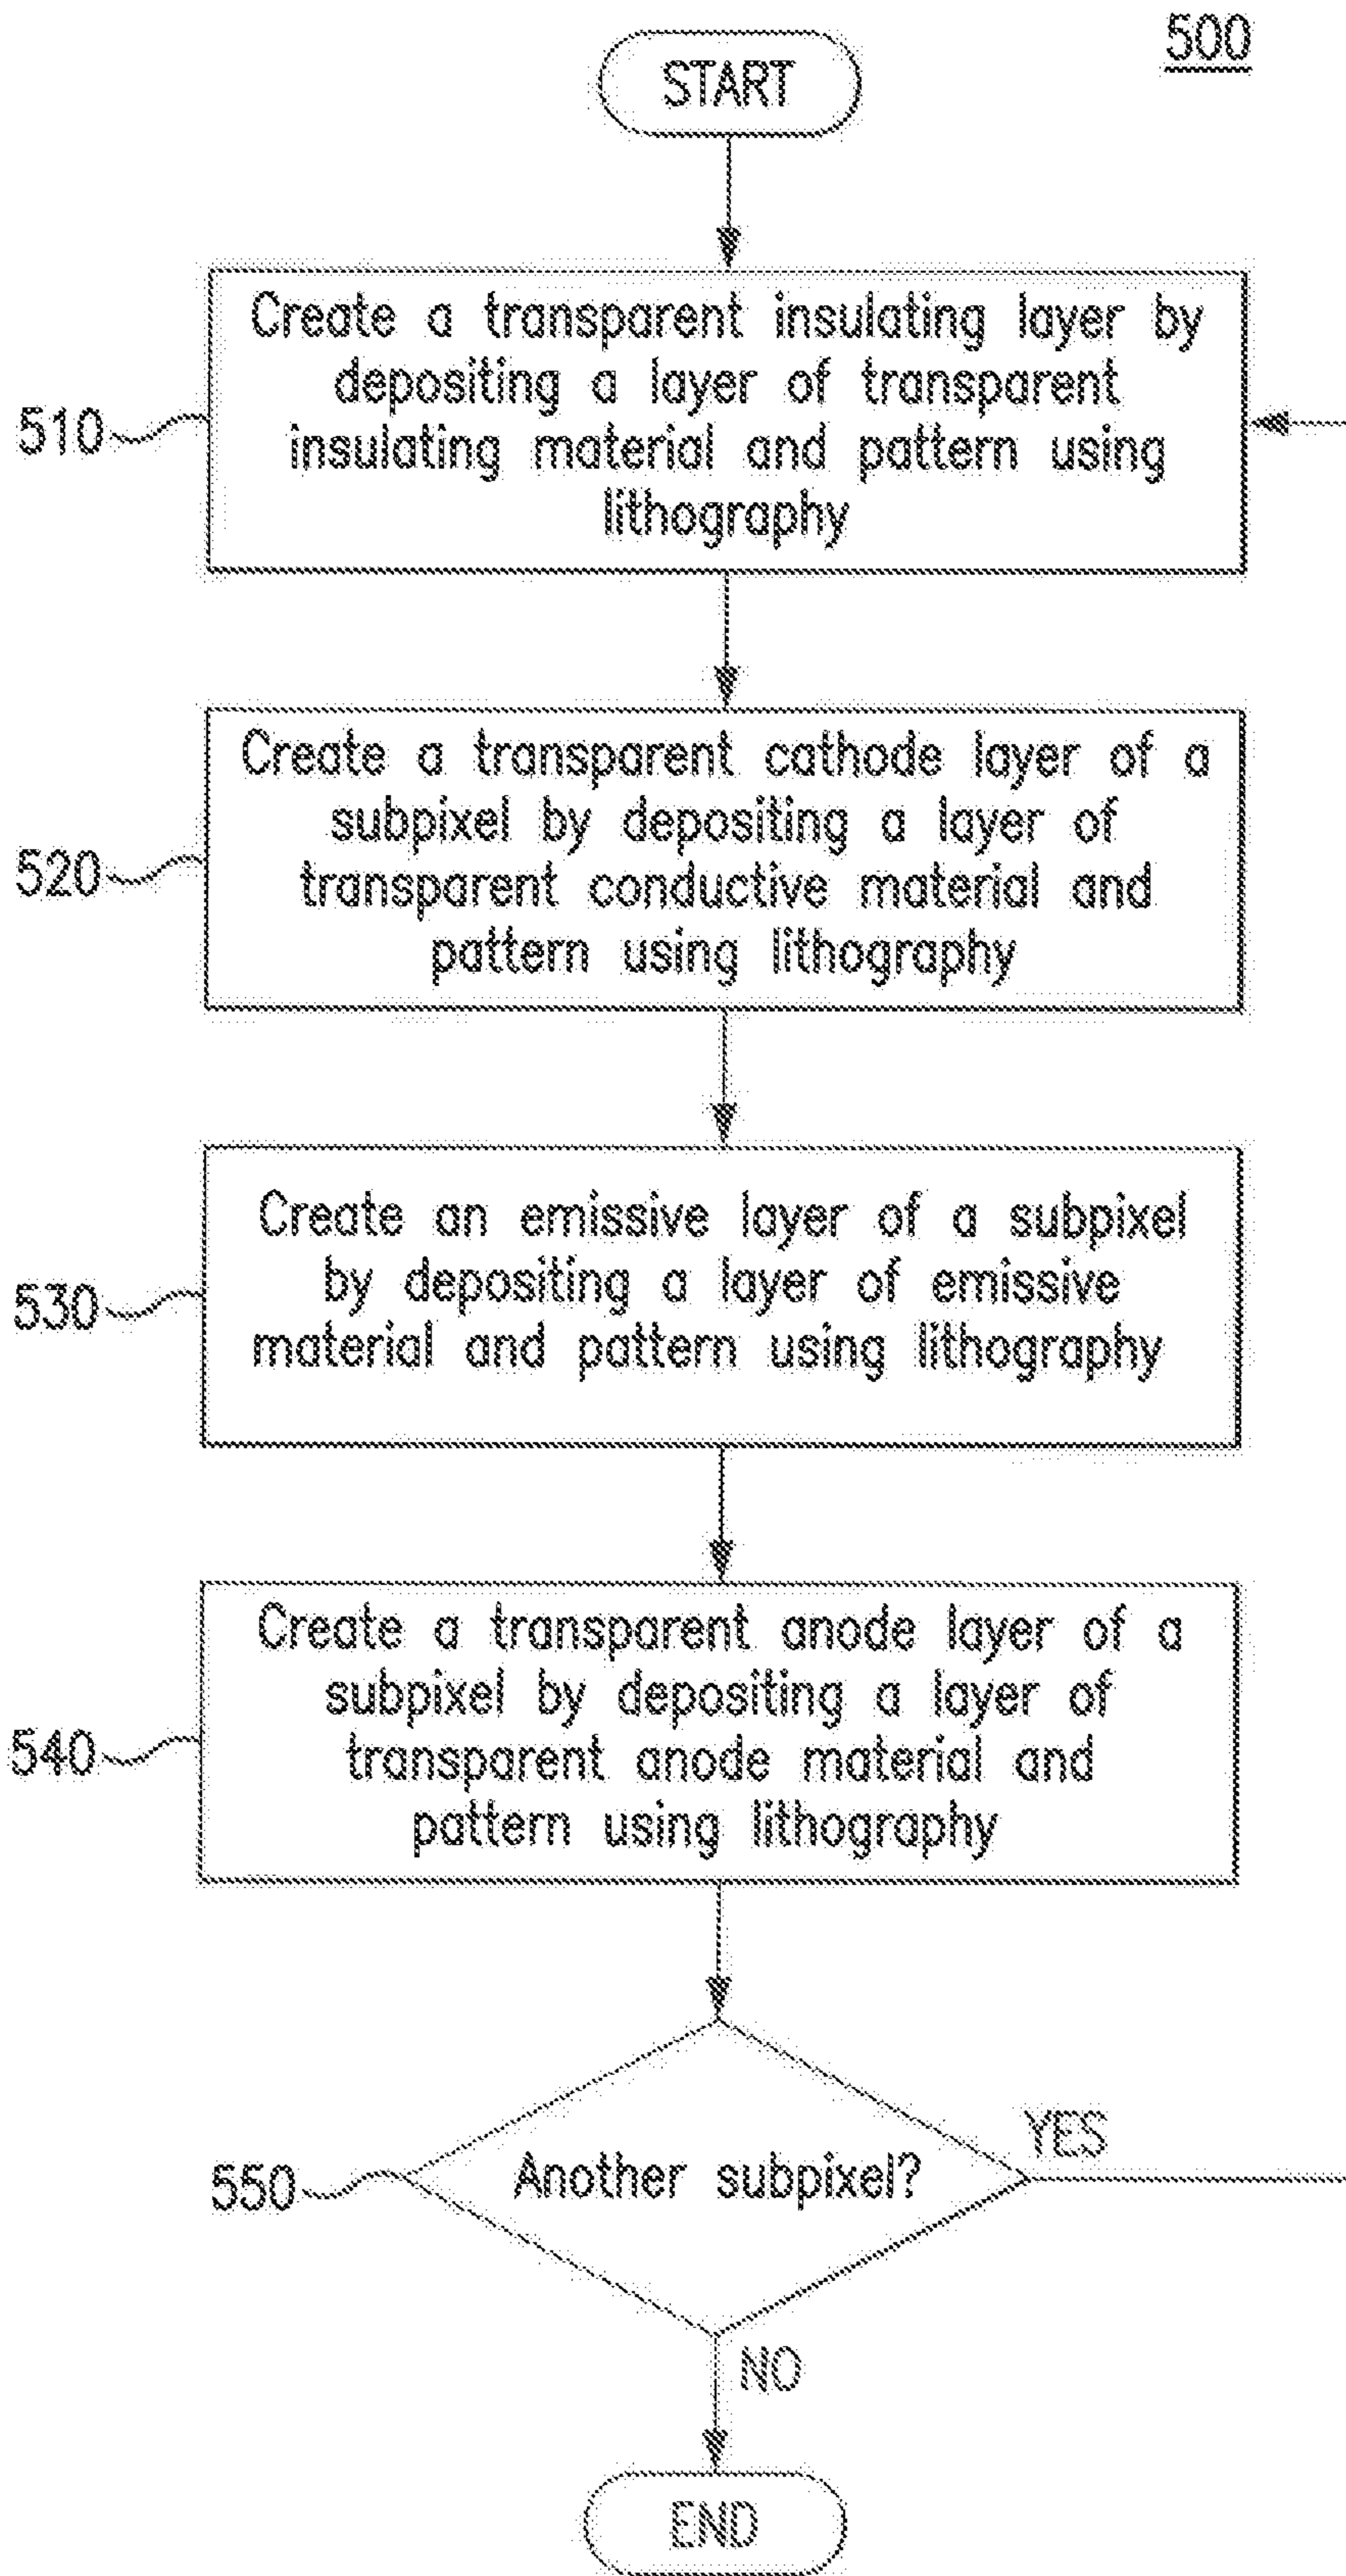 500
START
Create a transparent insulating layer by
depositing a layer of transparent
insulating material and pattern using
lithography
510
Create a transparent cathode layer of a
subpixel by depositing a layer of
transparent conductive material and
pattern using lithography
520
Create an emissive layer of a subpixel
by depositing a layer of emissive
material and pattern using lithography
530
Create a transparent anode layer of a
subpixel by depositing a layer of
transparent anode material and
pattern using lithography
540
Another subpixel?
550
YES
NO
END